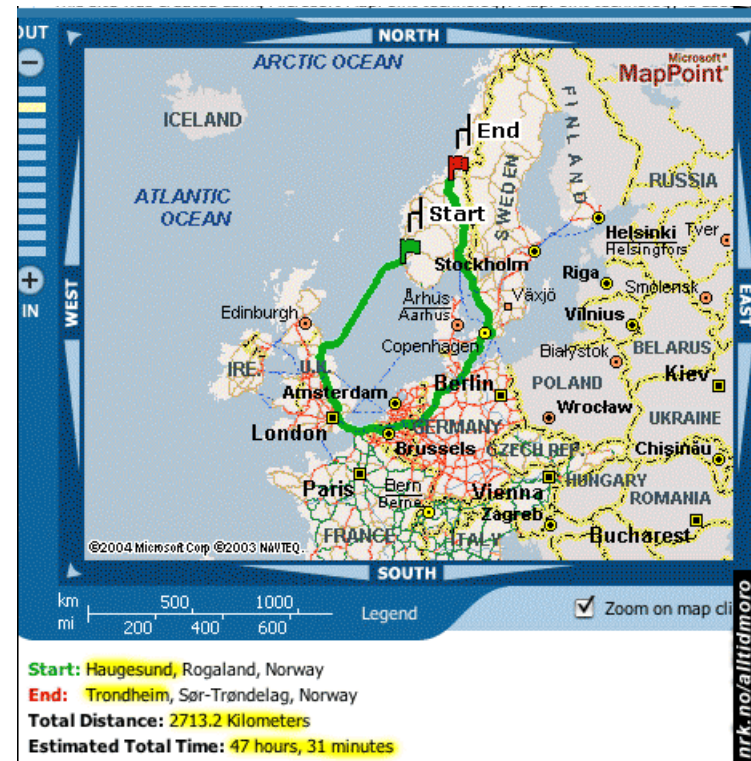 OUT
NORTH
ARCTIC OCEAN
Microsoft®
MapPoint®
ICELAND
FINLAND
End
RUSSIA
ATLANTIC
OCEAN
Start
SWEDEN
Helsinki
Helsingfors
Tver
Stockholm
Riga
Smolensk
IN
WEST
EAST
Edinburgh
Århus
Aarhus
Växjö
Vilnius
Copenhagen
Białystok
BELARUS
IRE.
U.K.
Amsterdam
Berlin
POLAND
Kiev
Wrocław
UKRAINE
London
GERMANY
Brussels
CZECH REP.
Chişinău
Paris
Bern
Berne
Vienna
HUNGARY
ROMANIA
Zagreb
FRANCE
ITALY
Bucharest
©2004 Microsoft Corp ©2003 NAVTEQ.
SOUTH
km 500 1000
mi 200 400 600
Legend
Zoom on map cli
Start: Haugesund, Rogaland, Norway
End: Trondheim, Sør-Trøndelag, Norway
Total Distance: 2713.2 Kilometers
Estimated Total Time: 47 hours, 31 minutes
nrk.no/alltidmoro